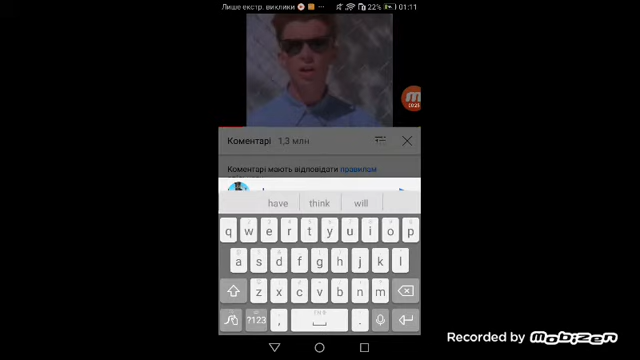 Лише екстр. виклики ... 22% 01:11
Коментарі 1,3 млн
Коментарі мають відповідати правилам
have think will
q w e r t y u i o p
a s d f g h j k l
z x c v b n m
?123 , .
Recorded by mobizen